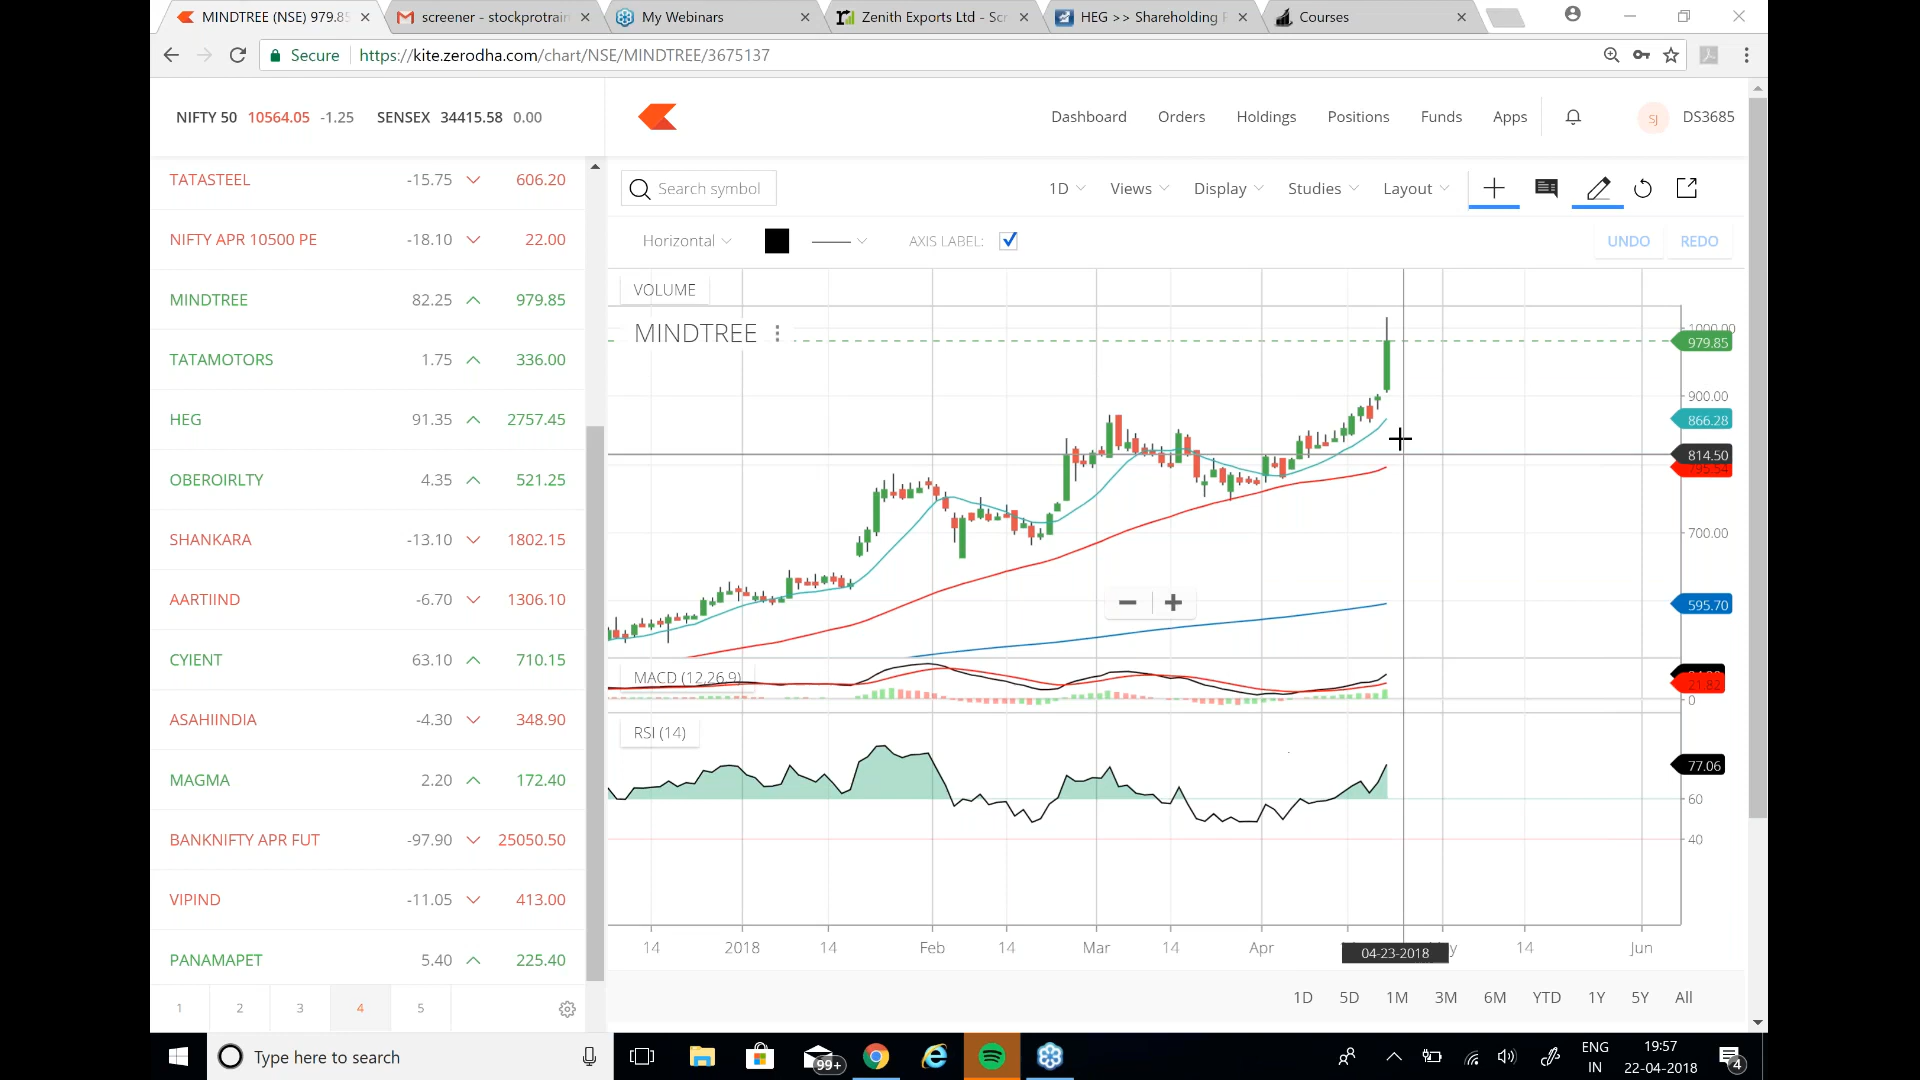 MINDTREE (NSE) 979.85
screener - stockprotrain
My Webinars
Zenith Exports Ltd - Scr
HEG >> Shareholding P
Courses
Secure https://kite.zerodha.com/chart/NSE/MINDTREE/3675137
NIFTY 50 10564.05 -1.25 SENSEX 34415.58 0.00
Dashboard Orders Holdings Positions Funds Apps SJ DS3685
TATASTEEL -15.75 606.20
NIFTY APR 10500 PE -18.10 22.00
MINDTREE 82.25 979.85
TATAMOTORS 1.75 336.00
HEG 91.35 2757.45
OBEROIRLTY 4.35 521.25
SHANKARA -13.10 1802.15
AARTIIND -6.70 1306.10
CYIENT 63.10 710.15
ASAHIINDIA -4.30 348.90
MAGMA 2.20 172.40
BANKNIFTY APR FUT -97.90 25050.50
VIPIND -11.05 413.00
PANAMAPET 5.40 225.40
1 2 3 4 5
Search symbol 1D Views Display Studies Layout
Horizontal AXIS LABEL: UNDO REDO
VOLUME
MINDTREE
1000.00
979.85
900.00
866.28
814.50
795.54
700.00
595.70
MACD (12,26,9)
21.82
0
RSI (14)
77.06
60
40
14 2018 14 Feb 14 Mar 14 Apr 04-23-2018 14 Jun
1D 5D 1M 3M 6M YTD 1Y 5Y All
Type here to search
99+
ENG
IN
19:57
22-04-2018
4